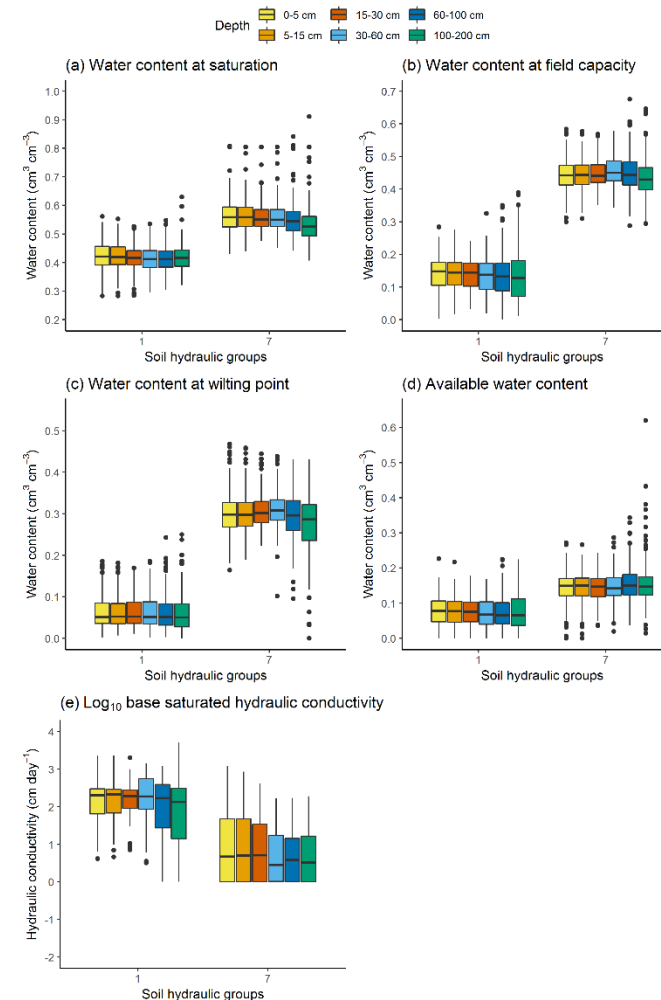 Depth
0-5 cm 15-30 cm 60-100 cm
5-15 cm 30-60 cm 100-200 cm
(a) Water content at saturation
Water content (cm³ cm⁻³)
1.0
0.9
0.8
0.7
0.6
0.5
0.4
0.3
0.2
1 7
Soil hydraulic groups
(b) Water content at field capacity
Water content (cm³ cm⁻³)
0.7
0.6
0.5
0.4
0.3
0.2
0.1
0.0
1 7
Soil hydraulic groups
(c) Water content at wilting point
Water content (cm³ cm⁻³)
0.5
0.4
0.3
0.2
0.1
0.0
1 7
Soil hydraulic groups
(d) Available water content
Water content (cm³ cm⁻³)
0.6
0.5
0.4
0.3
0.2
0.1
0.0
1 7
Soil hydraulic groups
(e) Log₁₀ base saturated hydraulic conductivity
Hydraulic conductivity (cm day⁻¹)
4
3
2
1
0
-1
-2
1 7
Soil hydraulic groups